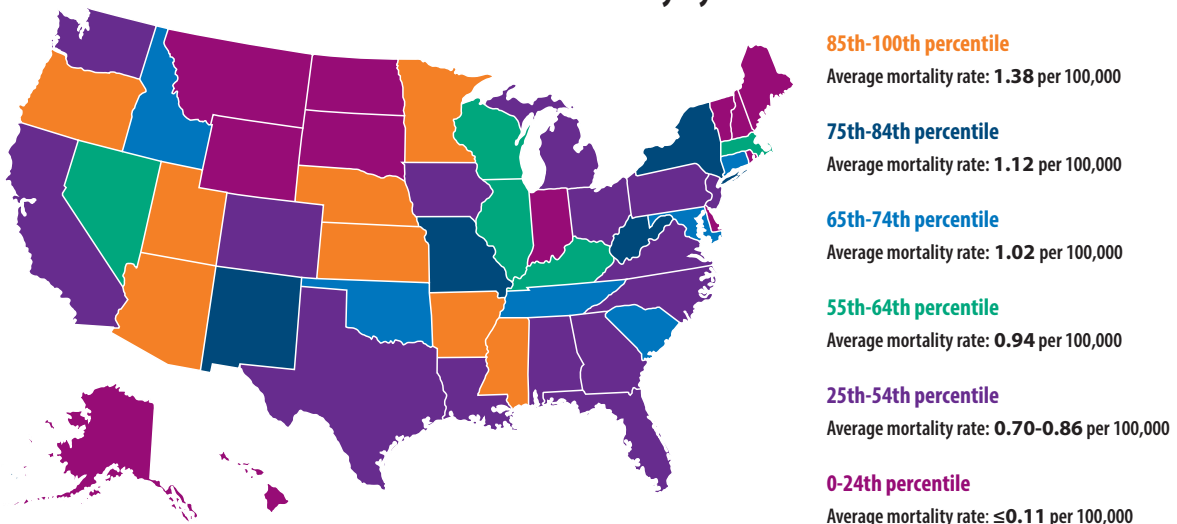 85th-100th percentile
Average mortality rate: 1.38 per 100,000
75th-84th percentile
Average mortality rate: 1.12 per 100,000
65th-74th percentile
Average mortality rate: 1.02 per 100,000
55th-64th percentile
Average mortality rate: 0.94 per 100,000
25th-54th percentile
Average mortality rate: 0.70-0.86 per 100,000
0-24th percentile
Average mortality rate: ≤0.11 per 100,000